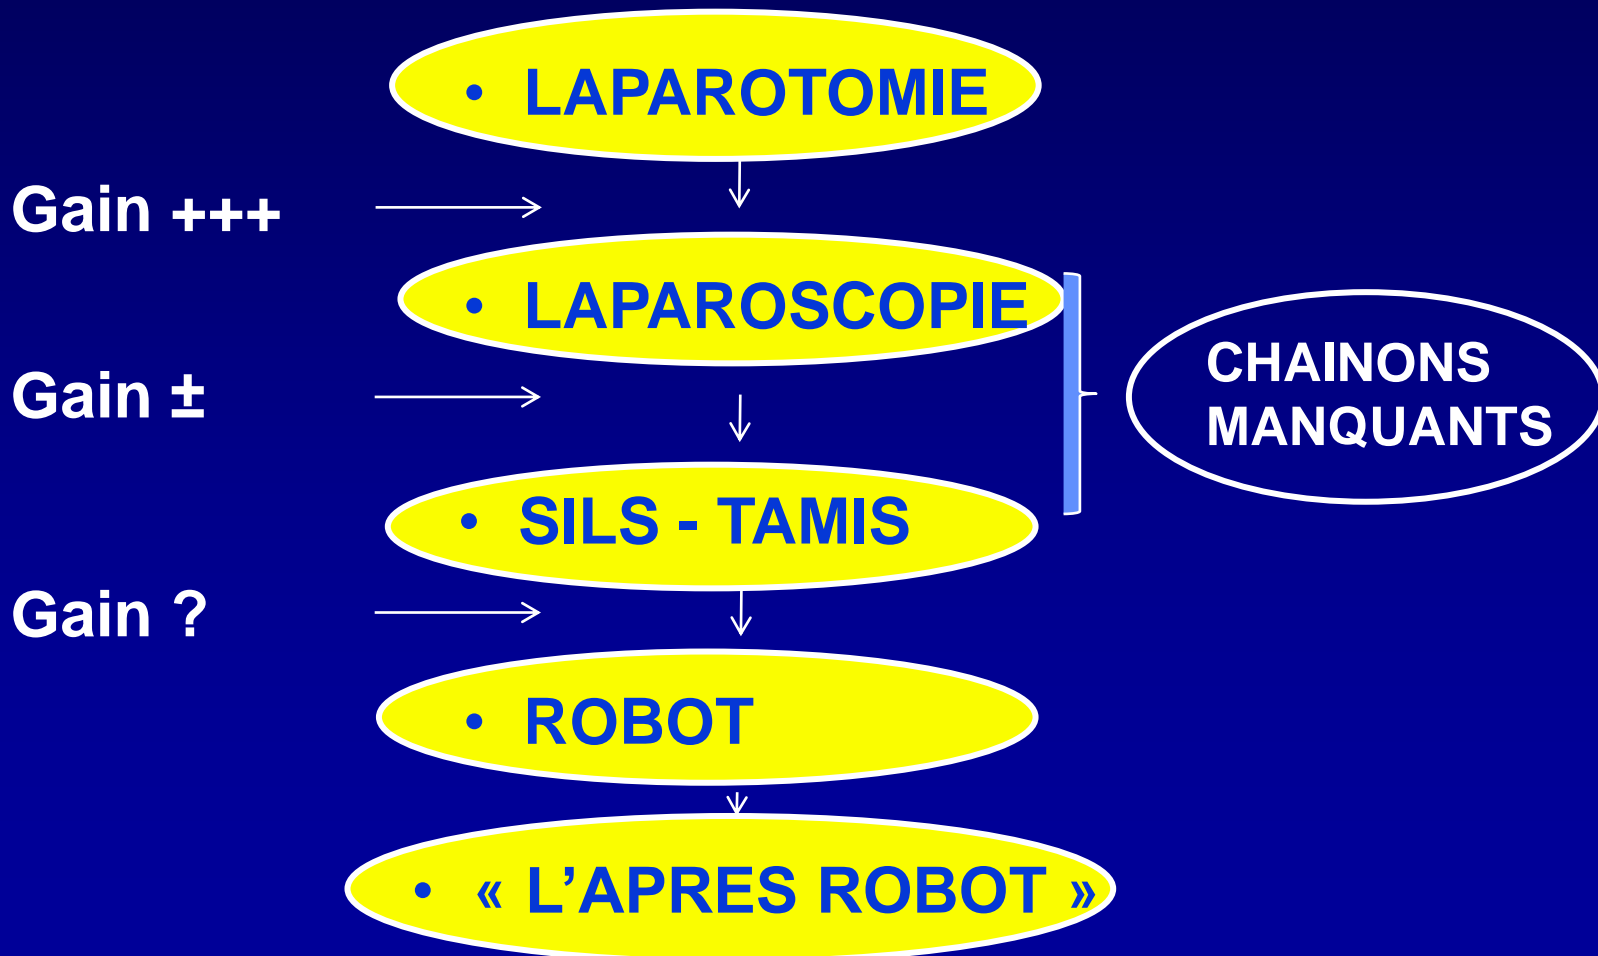 • LAPAROTOMIE
Gain +++
• LAPAROSCOPIE
CHAINONS
MANQUANTS
Gain ±
• SILS - TAMIS
Gain ?
• ROBOT
• « L’APRES ROBOT »